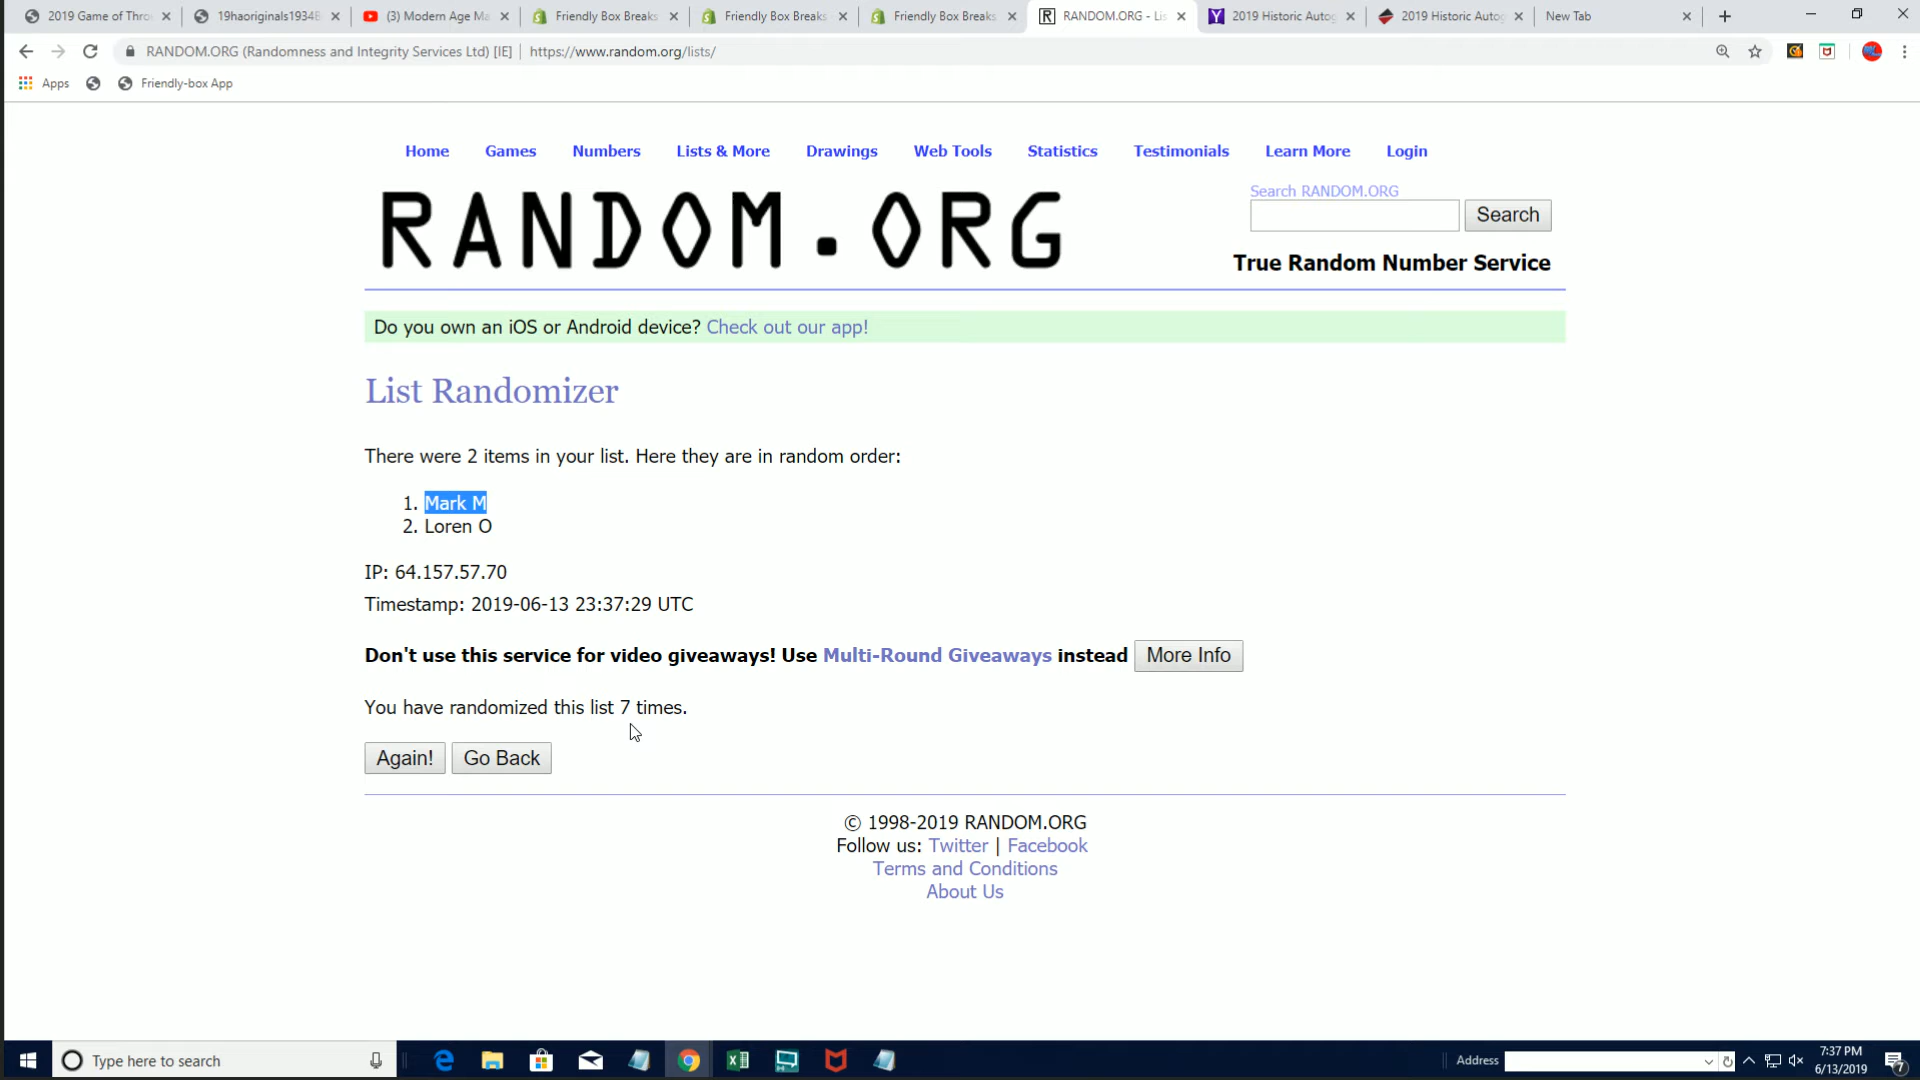 2019 Game of Thro
19haoriginals1934B
(3) Modern Age Ma
Friendly Box Breaks
Friendly Box Breaks
Friendly Box Breaks
RANDOM.ORG - Lis
2019 Historic Autog
2019 Historic Autog
New Tab
RANDOM.ORG (Randomness and Integrity Services Ltd) [IE] | https://www.random.org/lists/
Apps Friendly-box App
Home Games Numbers Lists & More Drawings Web Tools Statistics Testimonials Learn More Login
RANDOM.ORG
Search RANDOM.ORG
Search
True Random Number Service
Do you own an iOS or Android device? Check out our app!
List Randomizer
There were 2 items in your list. Here they are in random order:
1. Mark M
2. Loren O
IP: 64.157.57.70
Timestamp: 2019-06-13 23:37:29 UTC
Don't use this service for video giveaways! Use Multi-Round Giveaways instead More Info
You have randomized this list 7 times.
Again! Go Back
© 1998-2019 RANDOM.ORG
Follow us: Twitter | Facebook
Terms and Conditions
About Us
Type here to search
Address
7:37 PM
6/13/2019
7